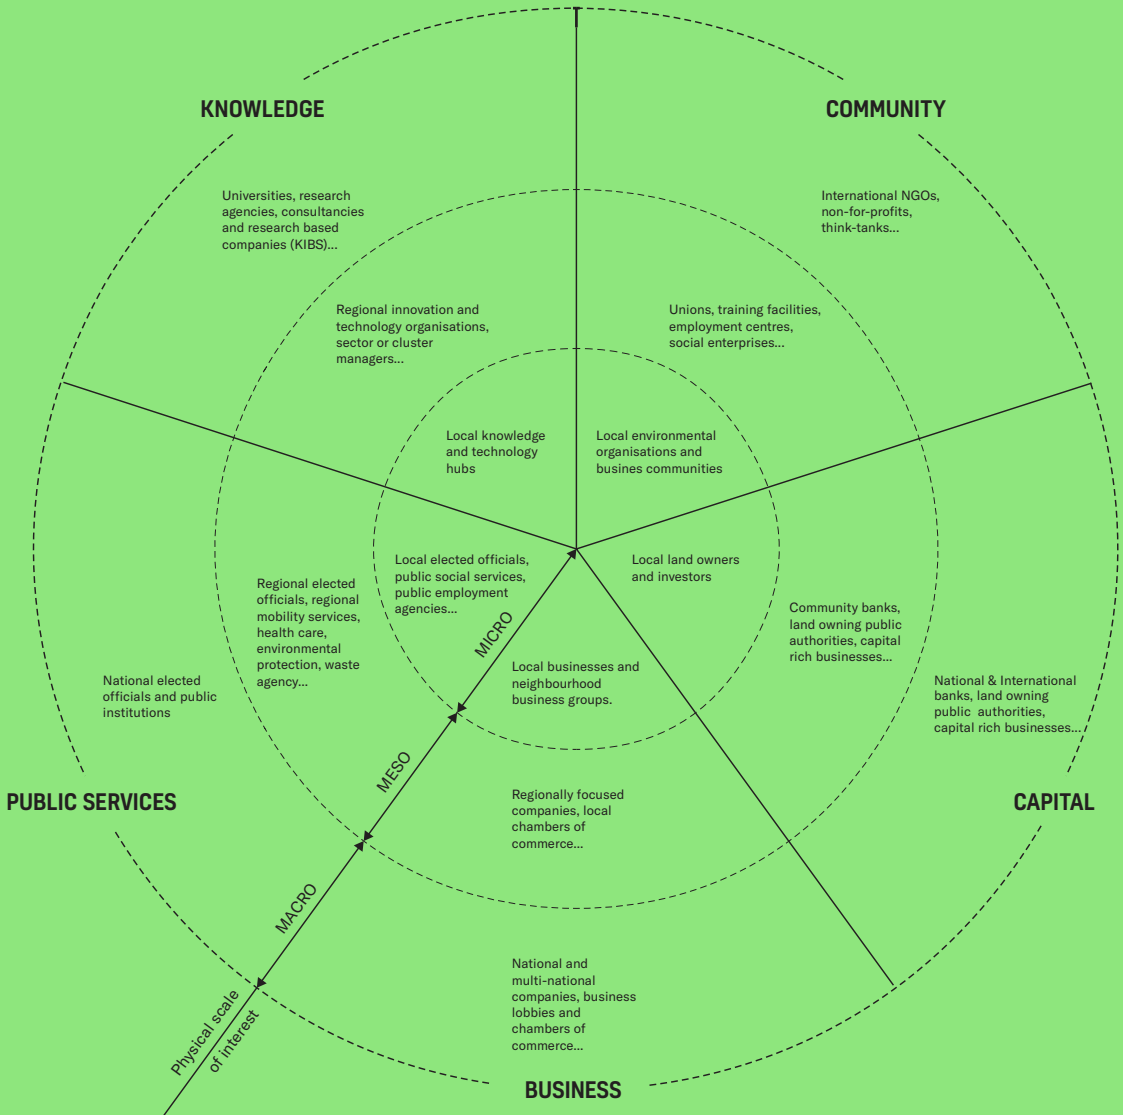 KNOWLEDGE
COMMUNITY
Universities, research
agencies, consultancies
and research based
companies (KIBS)...
International NGOs,
non-for-profits,
think-tanks...
Regional innovation and
technology organisations,
sector or cluster
managers...
Unions, training facilities,
employment centres,
social enterprises...
Local knowledge
and technology
hubs
Local environmental
organisations and
busines communities
Local elected officials,
public social services,
public employment
agencies...
Local land owners
and investors
Regional elected
officials, regional
mobility services,
health care,
environmental
protection, waste
agency...
Community banks,
land owning public
authorities, capital
rich businesses...
MICRO
Local businesses and
neighbourhood
business groups.
National elected
officials and public
institutions
National & International
banks, land owning
public authorities,
capital rich businesses...
MESO
PUBLIC SERVICES
CAPITAL
Regionally focused
companies, local
chambers of
commerce...
MACRO
National and
multi-national
companies, business
lobbies and
chambers of
commerce...
Physical scale
of interest
BUSINESS